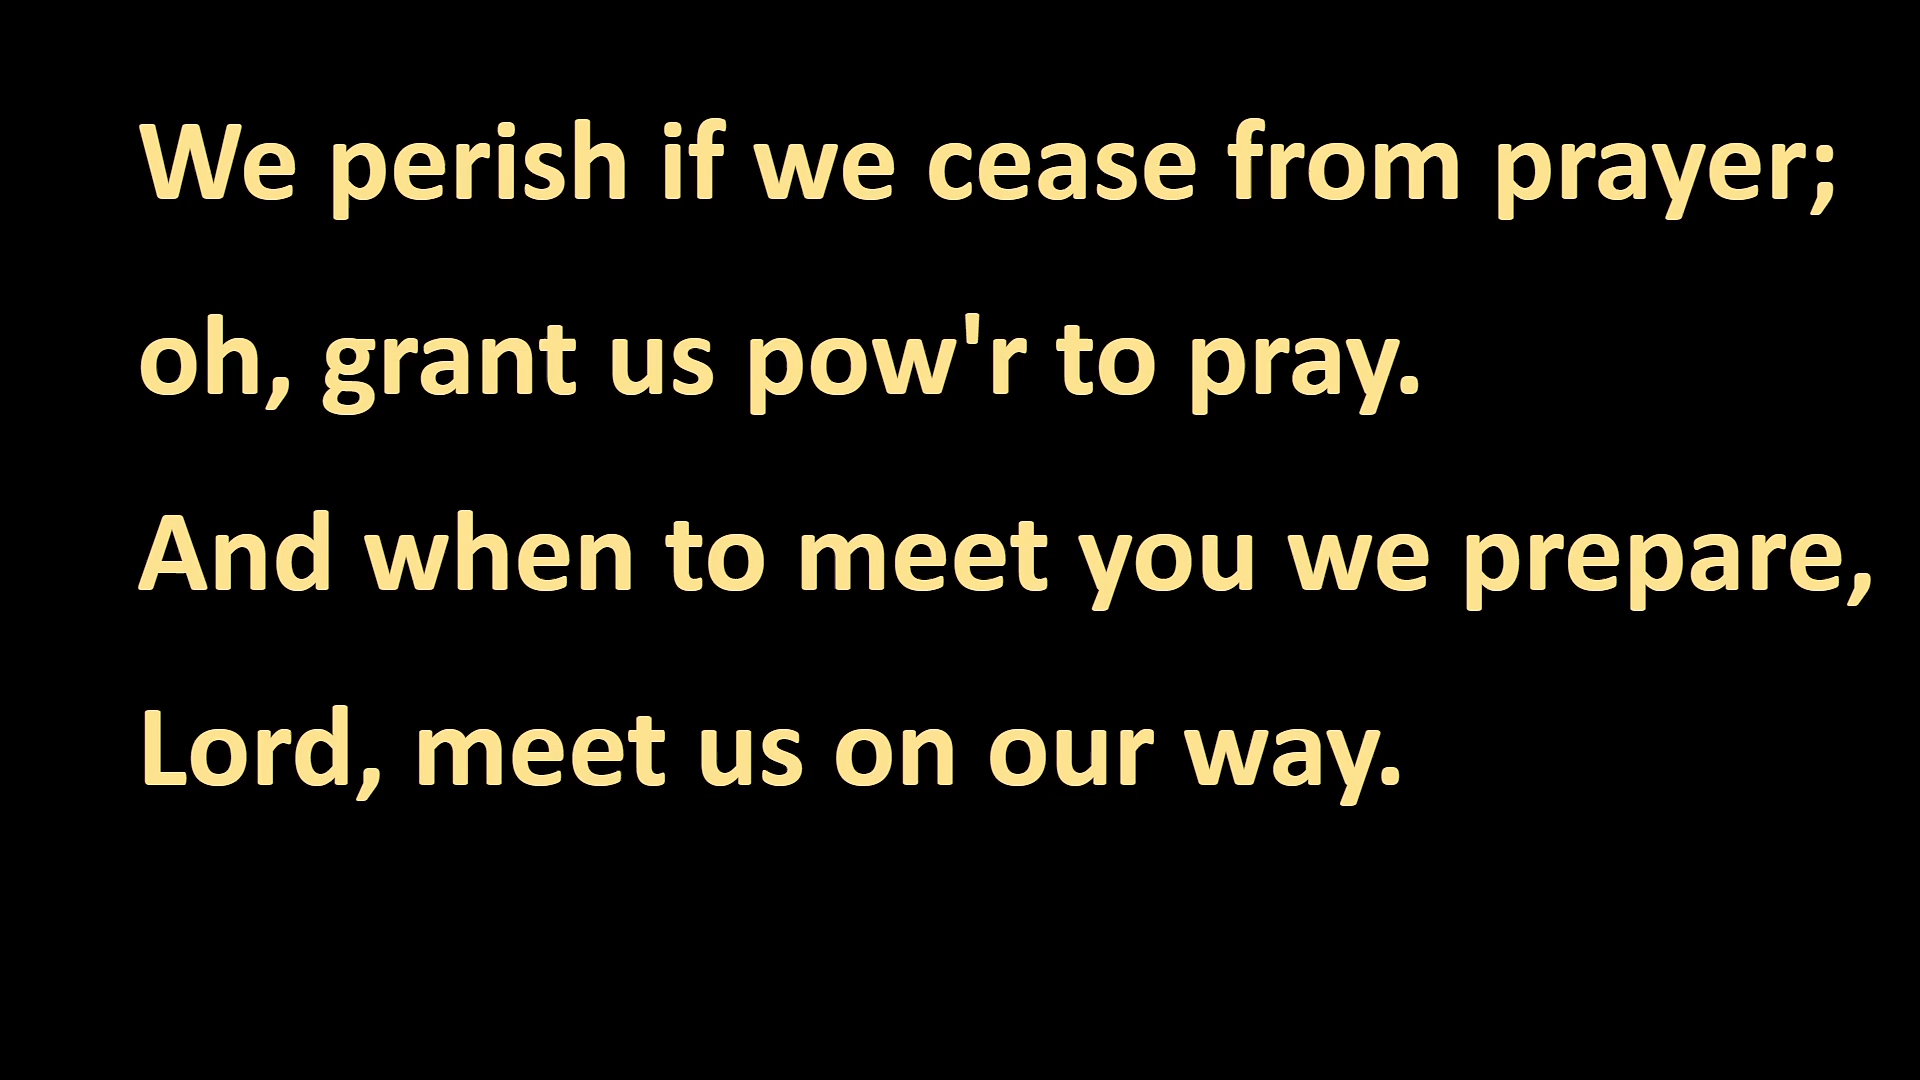 We perish if we cease from prayer;
oh, grant us pow'r to pray.
And when to meet you we prepare,
Lord, meet us on our way.